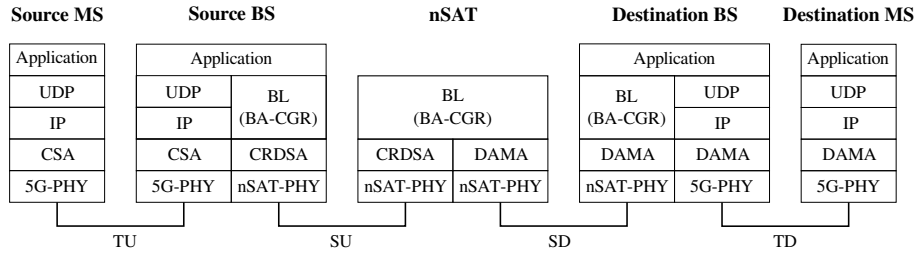 Source MS Source BS nSAT Destination BS Destination MS
Application Application Application Application
UDP UDP BL (BA-CGR) BL (BA-CGR) BL (BA-CGR) UDP UDP
IP IP IP IP
CSA CSA CRDSA CRDSA DAMA DAMA DAMA DAMA
5G-PHY 5G-PHY nSAT-PHY nSAT-PHY nSAT-PHY nSAT-PHY 5G-PHY 5G-PHY
TU SU SD TD